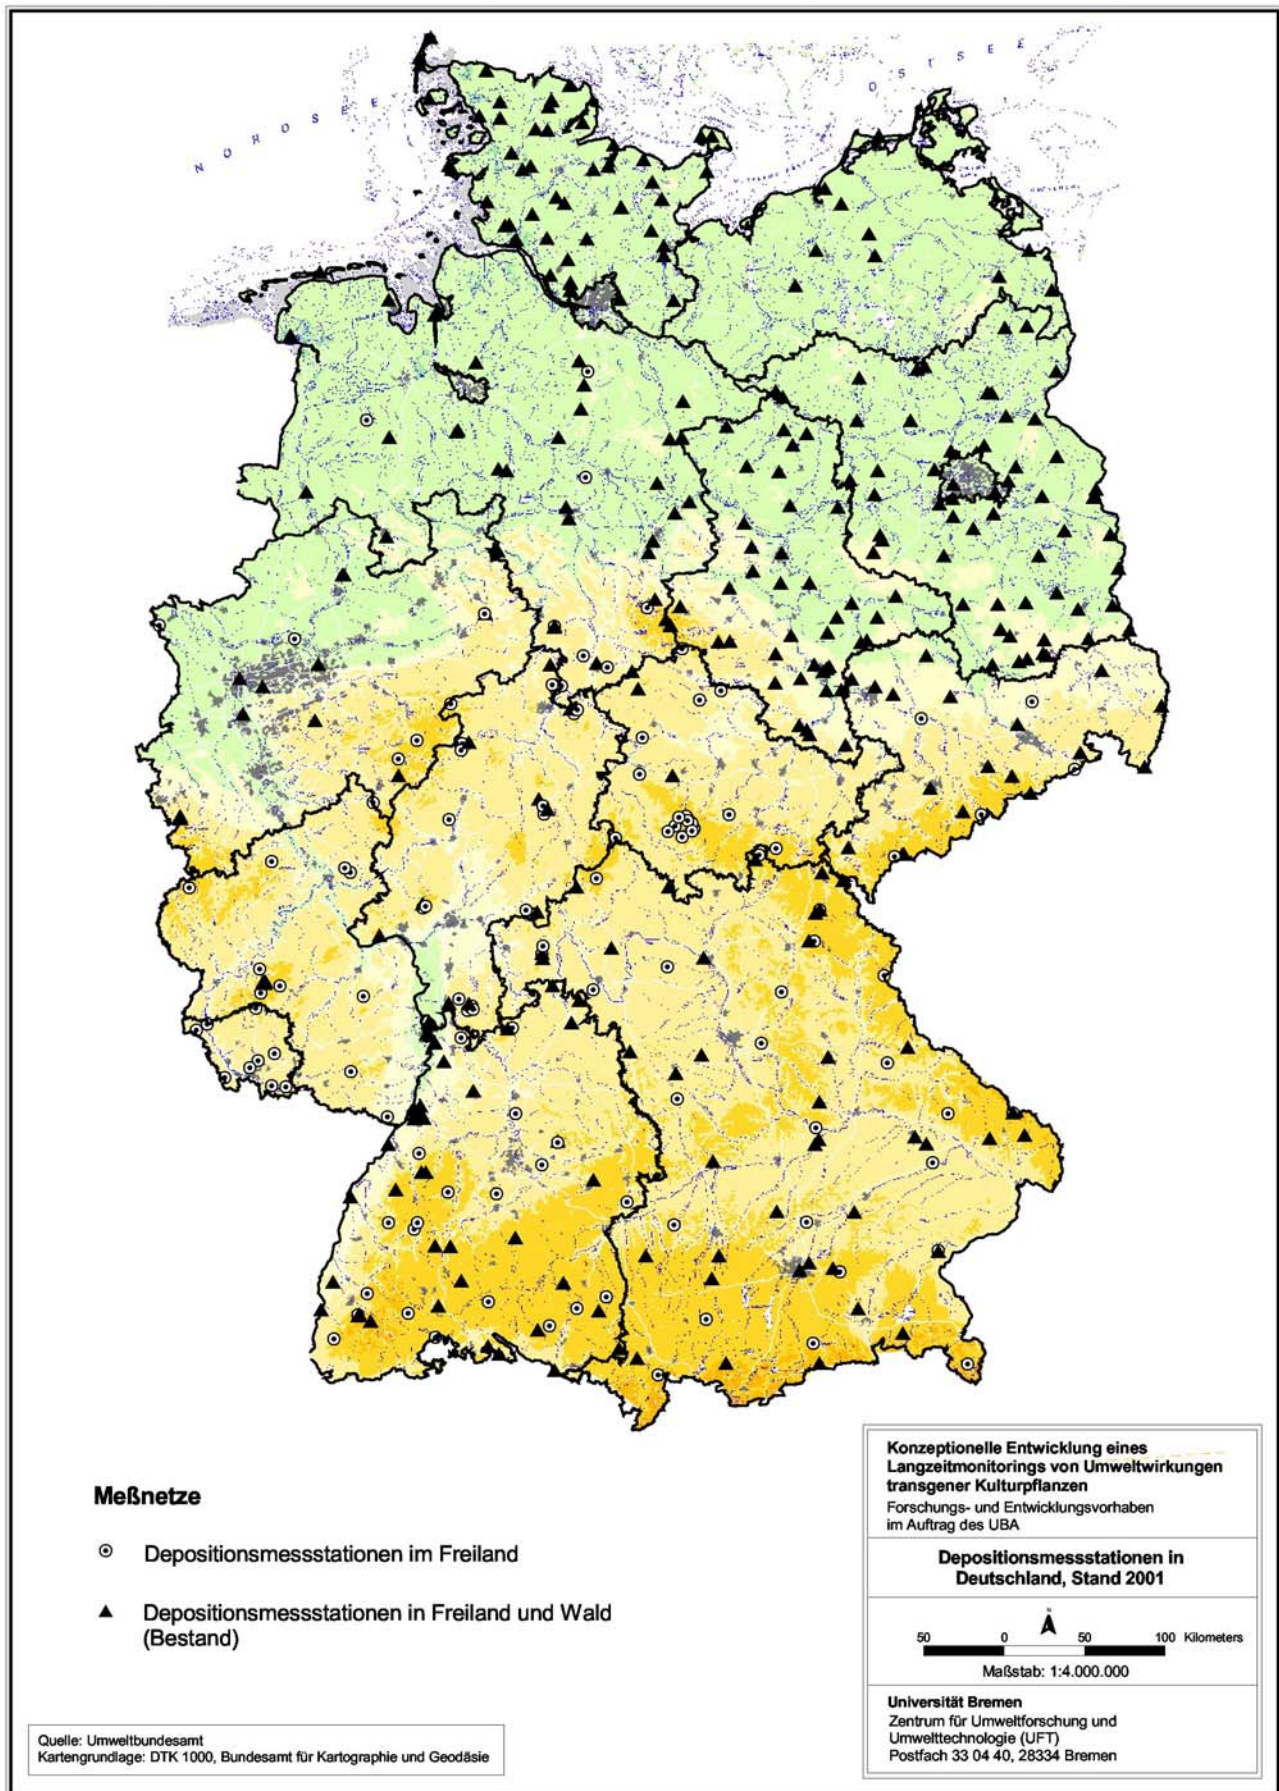 N O R D S E E
O S T S E E
Meßnetze
Depositionsmessstationen im Freiland
Depositionsmessstationen in Freiland und Wald
(Bestand)
Quelle: Umweltbundesamt
Kartengrundlage: DTK 1000, Bundesamt für Kartographie und Geodäsie
Konzeptionelle Entwicklung eines
Langzeitmonitorings von Umweltwirkungen
transgener Kulturpflanzen
Forschungs- und Entwicklungsvorhaben
im Auftrag des UBA
Depositionsmessstationen in
Deutschland, Stand 2001
N
50 0 50 100 Kilometers
Maßstab: 1:4.000.000
Universität Bremen
Zentrum für Umweltforschung und
Umwelttechnologie (UFT)
Postfach 33 04 40, 28334 Bremen